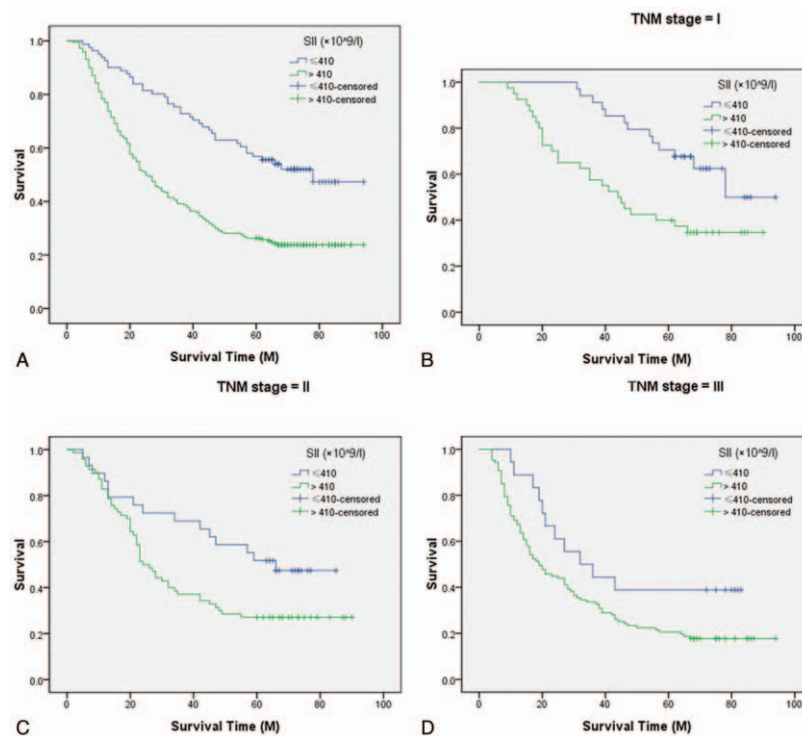 SII (×10^9/l)
≤410
> 410
≤410-censored
> 410-censored
1.0
0.8
0.6
0.4
0.2
0.0
Survival
0 20 40 60 80 100
Survival Time (M)
A
TNM stage = I
SII (×10^9/l)
≤410
> 410
≤410-censored
> 410-censored
1.0
0.8
0.6
0.4
0.2
0.0
Survival
0 20 40 60 80 100
Survival Time (M)
B
TNM stage = II
SII (×10^9/l)
≤410
> 410
≤410-censored
> 410-censored
1.0
0.8
0.6
0.4
0.2
0.0
Survival
0 20 40 60 80 100
Survival Time (M)
C
TNM stage = III
SII (×10^9/l)
≤410
> 410
≤410-censored
> 410-censored
1.0
0.8
0.6
0.4
0.2
0.0
Survival
0 20 40 60 80 100
Survival Time (M)
D